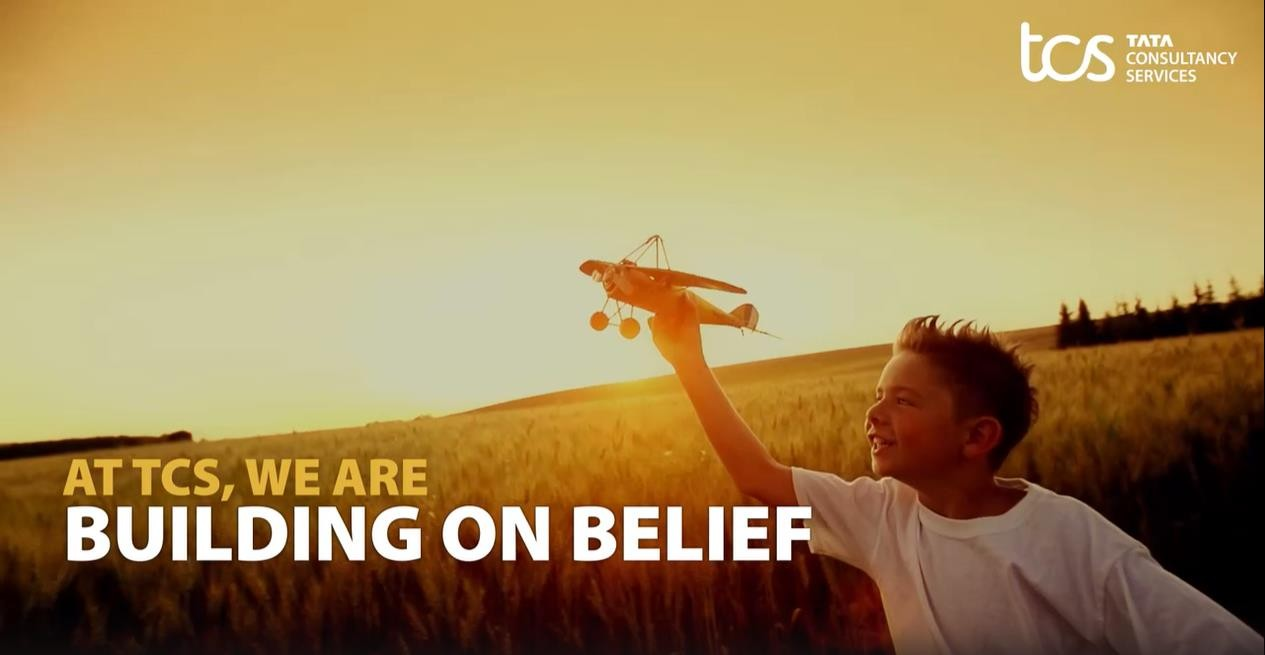 tcs TATA
CONSULTANCY
SERVICES
AT TCS, WE ARE
BUILDING ON BELIEF